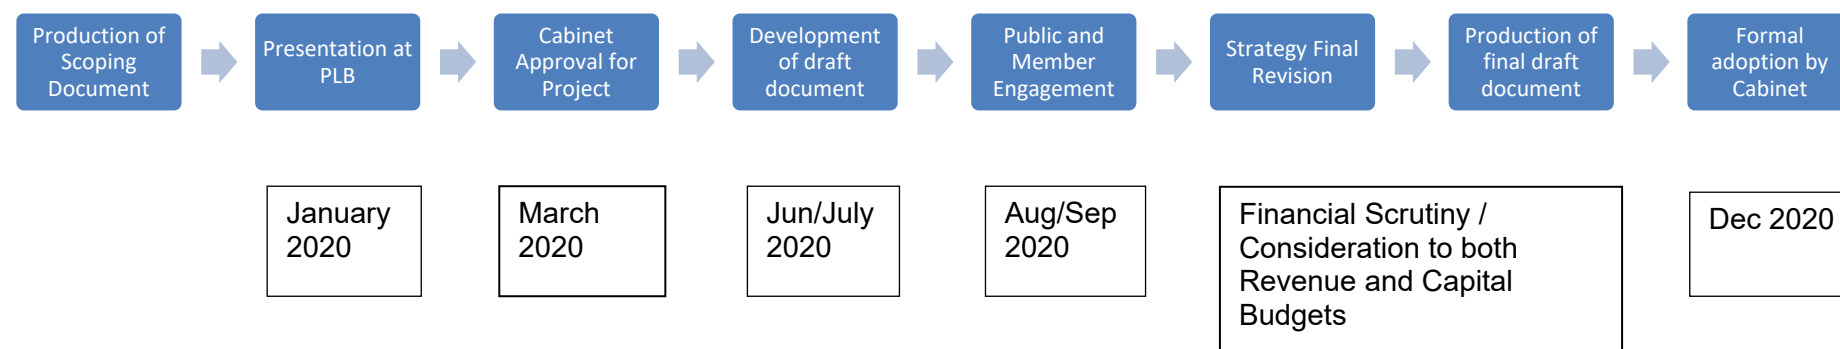 Production of
Scoping
Document
Presentation at
PLB
Cabinet
Approval for
Project
Development
of draft
document
Public and
Member
Engagement
Strategy Final
Revision
Production of
final draft
document
Formal
adoption by
Cabinet
January
2020
March
2020
Jun/July
2020
Aug/Sep
2020
Financial Scrutiny /
Consideration to both
Revenue and Capital
Budgets
Dec 2020